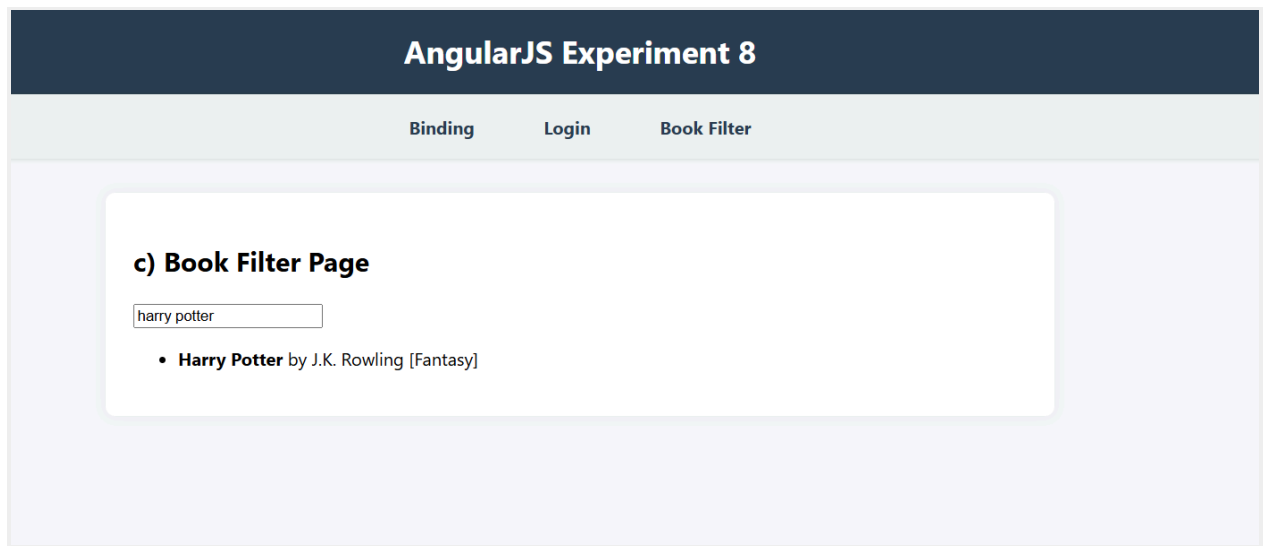 AngularJS Experiment 8
Binding Login Book Filter
c) Book Filter Page
harry potter
• Harry Potter by J.K. Rowling [Fantasy]